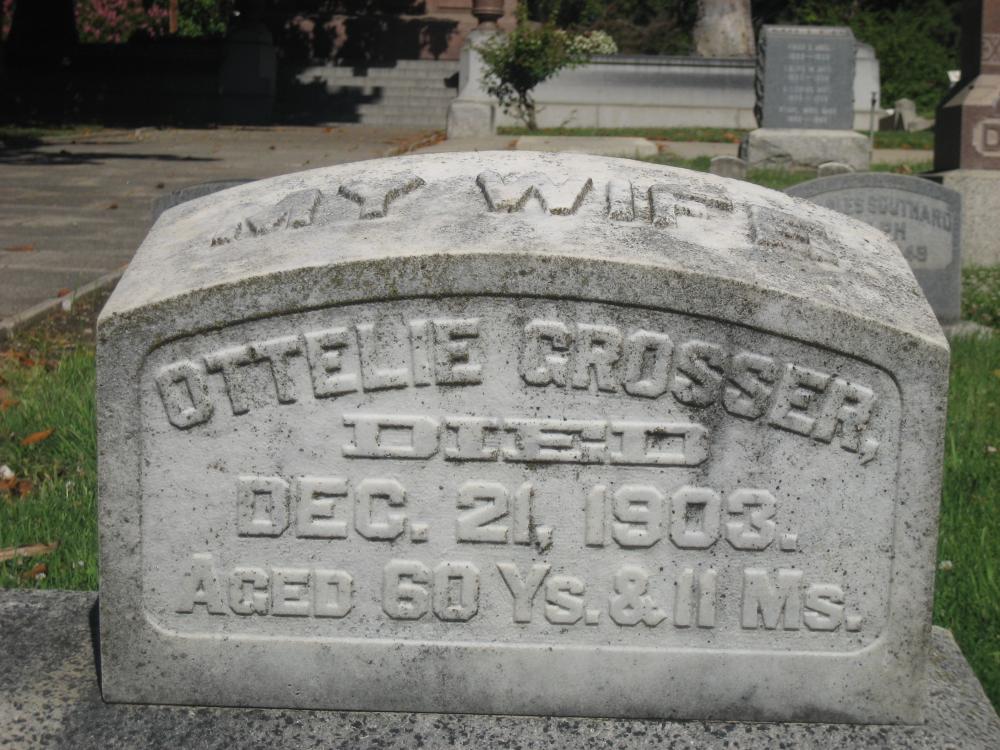 MY WIFE
OTTELIE GROSSER,
DIED
DEC. 21, 1903.
AGED 60 Ys. & 11 Ms.